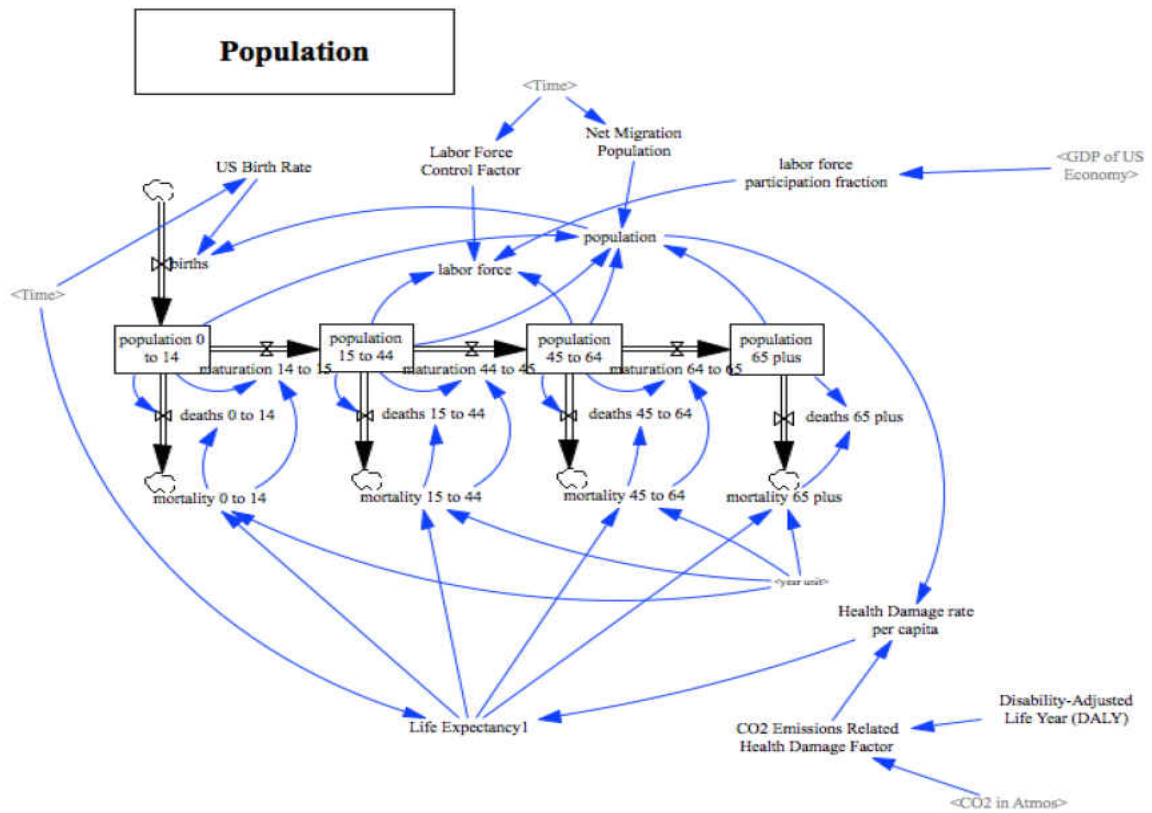 Population
<Time>
Net Migration
Population
Labor Force
Control Factor
US Birth Rate
labor force
participation fraction
<GDP of US
Economy>
population
births
labor force
<Time>
population 0
to 14
population
15 to 44
population
45 to 64
population
65 plus
maturation 14 to 15
maturation 44 to 45
maturation 64 to 65
deaths 0 to 14
deaths 15 to 44
deaths 45 to 64
deaths 65 plus
mortality 0 to 14
mortality 15 to 44
mortality 45 to 64
mortality 65 plus
<year unit>
Health Damage rate
per capita
Life Expectancy1
Disability-Adjusted
Life Year (DALY)
CO2 Emissions Related
Health Damage Factor
<CO2 in Atmos>